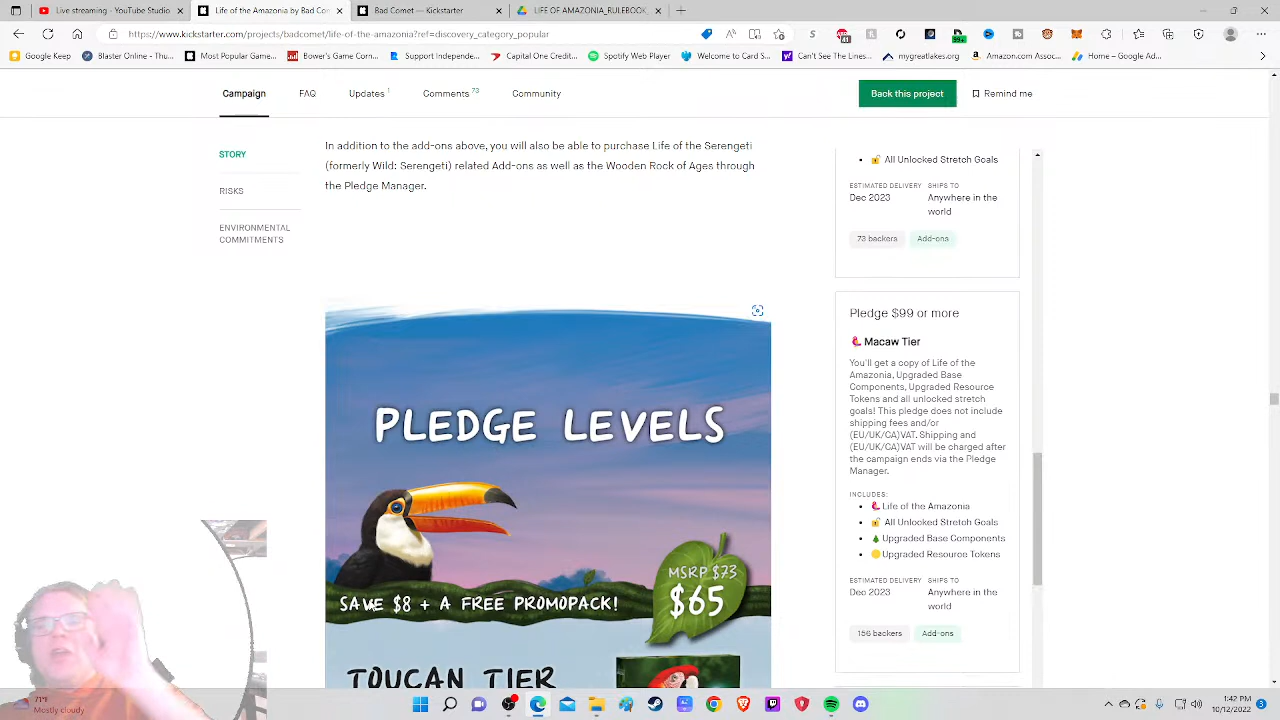 Live streaming - YouTube Studio
Life of the Amazonia by Bad Com
Bad Comet — Kickstarter
LIFE OF AMAZONIA_RULEBOOK
https://www.kickstarter.com/projects/badcomet/life-of-the-amazonia?ref=discovery_category_popular
Google Keep
Blaster over the...
Most Popular Game...
Bowser Game Corp...
Support Independe...
Capital One Credit...
Spotify Web Player
Welcome to Card S...
Can't See The Lines...
mygreatlakes.org
Amazon.com Assoc...
Home – Google Ad...
Campaign
FAQ
Updates 1
Comments 73
Community
Back this project
Remind me
STORY
RISKS
ENVIRONMENTAL
COMMITMENTS
In addition to the add-ons above, you will also be able to purchase Life of the Serengeti
(formerly Wild: Serengeti) related Add-ons as well as the Wooden Rock of Ages through
the Pledge Manager.
PLEDGE LEVELS
MSRP $73
$65
SAVE $8 + A FREE PROMOPACK!
TOUCAN TIER
All Unlocked Stretch Goals
ESTIMATED DELIVERY
SHIPS TO
Dec 2023
Anywhere in the
world
73 backers
Add-ons
Pledge $99 or more
Macaw Tier
You'll get a copy of Life of the
Amazonia, Upgraded Base
Components, Upgraded Resource
Tokens and all unlocked stretch
goals! This pledge does not include
shipping fees and/or
(EU/UK/CA)VAT. Shipping and
(EU/UK/CA)VAT will be charged after
the campaign ends via the Pledge
Manager.
INCLUDES:
Life of the Amazonia
All Unlocked Stretch Goals
Upgraded Base Components
Upgraded Resource Tokens
ESTIMATED DELIVERY
SHIPS TO
Dec 2023
Anywhere in the
world
156 backers
Add-ons
71°F
Mostly cloudy
1:42 PM
10/12/2022